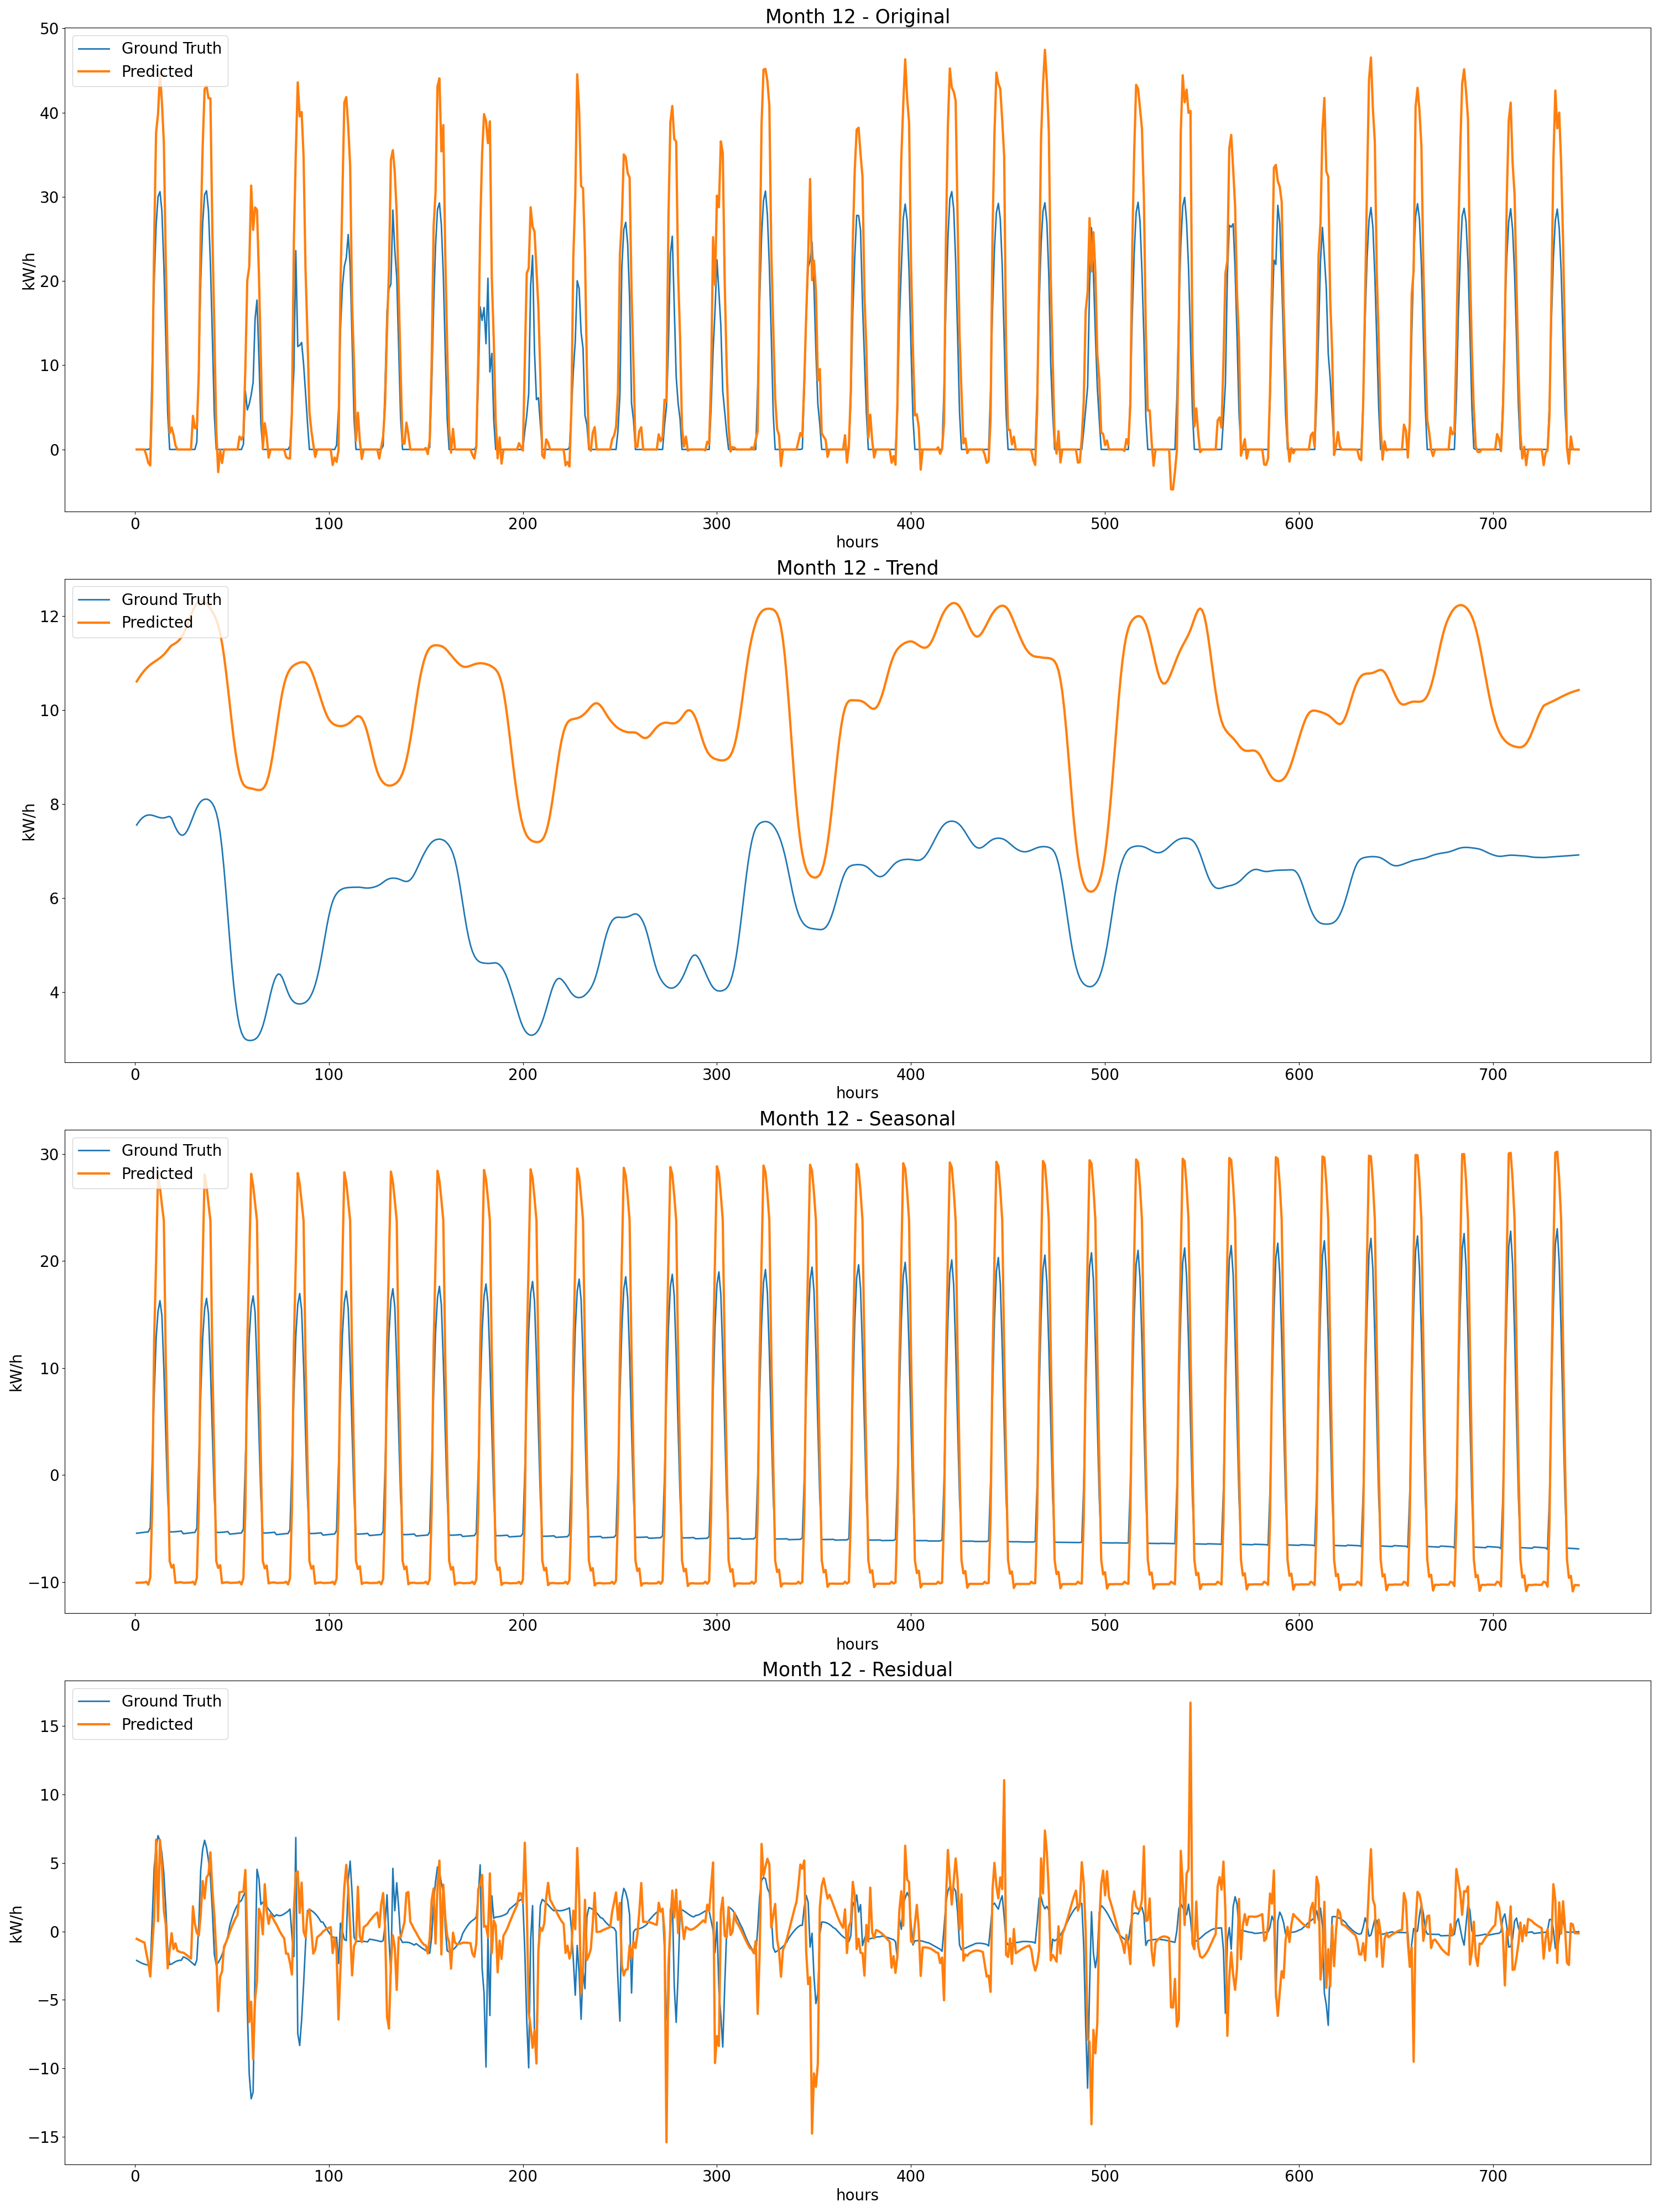 Month 12 - Original
Ground Truth
Predicted
kW/h
50
40
30
20
10
0
0 100 200 300 400 500 600 700
hours
Month 12 - Trend
Ground Truth
Predicted
kW/h
12
10
8
6
4
0 100 200 300 400 500 600 700
hours
Month 12 - Seasonal
Ground Truth
Predicted
kW/h
30
20
10
0
−10
0 100 200 300 400 500 600 700
hours
Month 12 - Residual
Ground Truth
Predicted
kW/h
15
10
5
0
−5
−10
−15
0 100 200 300 400 500 600 700
hours